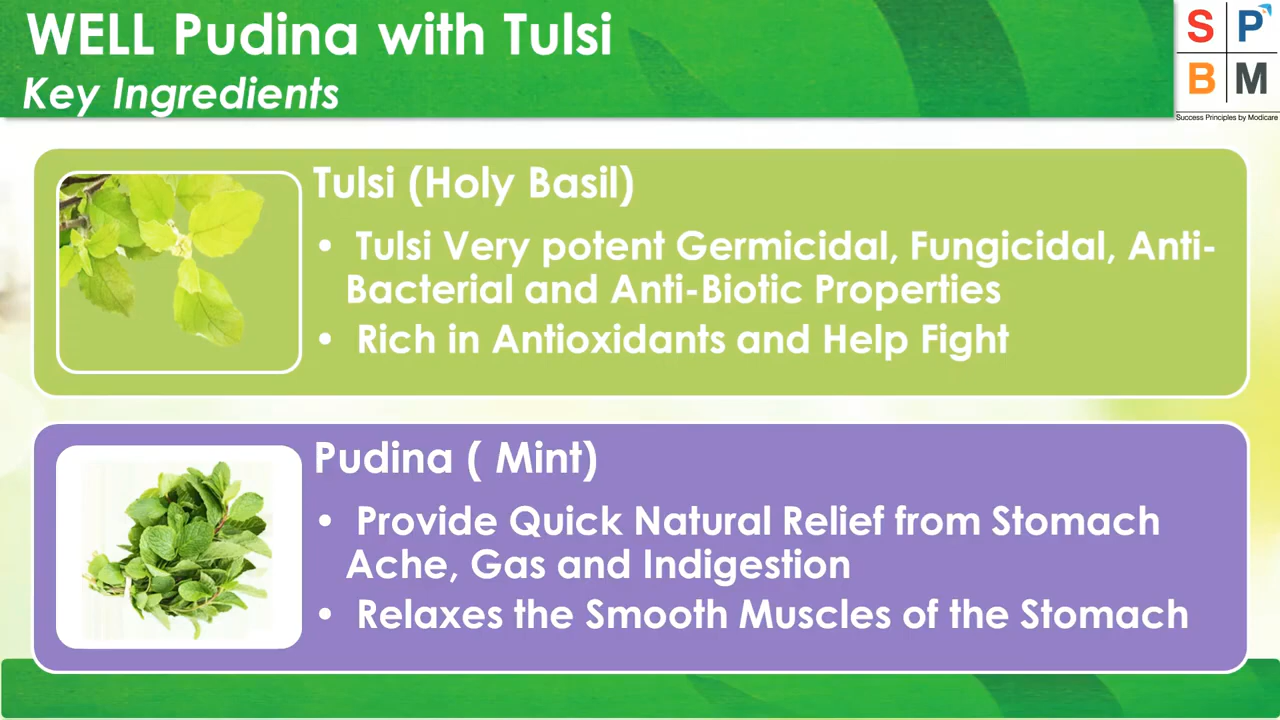 WELL Pudina with Tulsi
Key Ingredients
S P
B M
Success Principles by Modicare
Tulsi (Holy Basil)
• Tulsi Very potent Germicidal, Fungicidal, Anti-
Bacterial and Anti-Biotic Properties
• Rich in Antioxidants and Help Fight
Pudina ( Mint)
• Provide Quick Natural Relief from Stomach
Ache, Gas and Indigestion
• Relaxes the Smooth Muscles of the Stomach